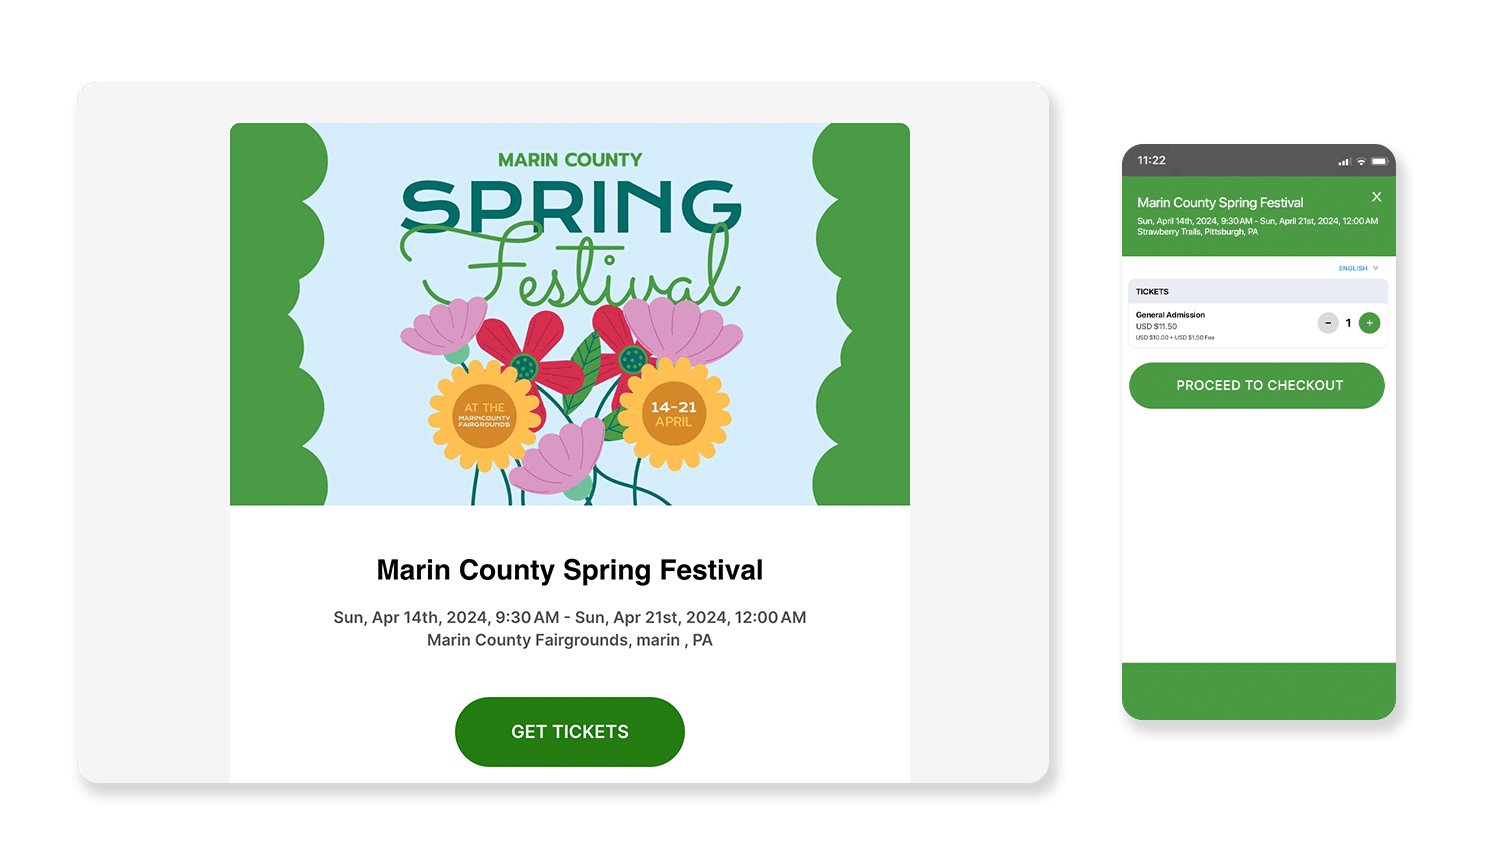 MARIN COUNTY
SPRING
Festival
AT THE
MARINCOUNTY
FAIRGROUNDS
14-21
APRIL
Marin County Spring Festival
Sun, Apr 14th, 2024, 9:30 AM - Sun, Apr 21st, 2024, 12:00 AM
Marin County Fairgrounds, marin , PA
GET TICKETS
11:22
Marin County Spring Festival
X
Sun, April 14th, 2024, 9:30 AM - Sun, April 21st, 2024, 12:00 AM
Strawberry Trails, Pittsburgh, PA
ENGLISH V
TICKETS
General Admission
USD $11.50
USD $10.00 + USD $1.50 Fee
- 1 +
PROCEED TO CHECKOUT